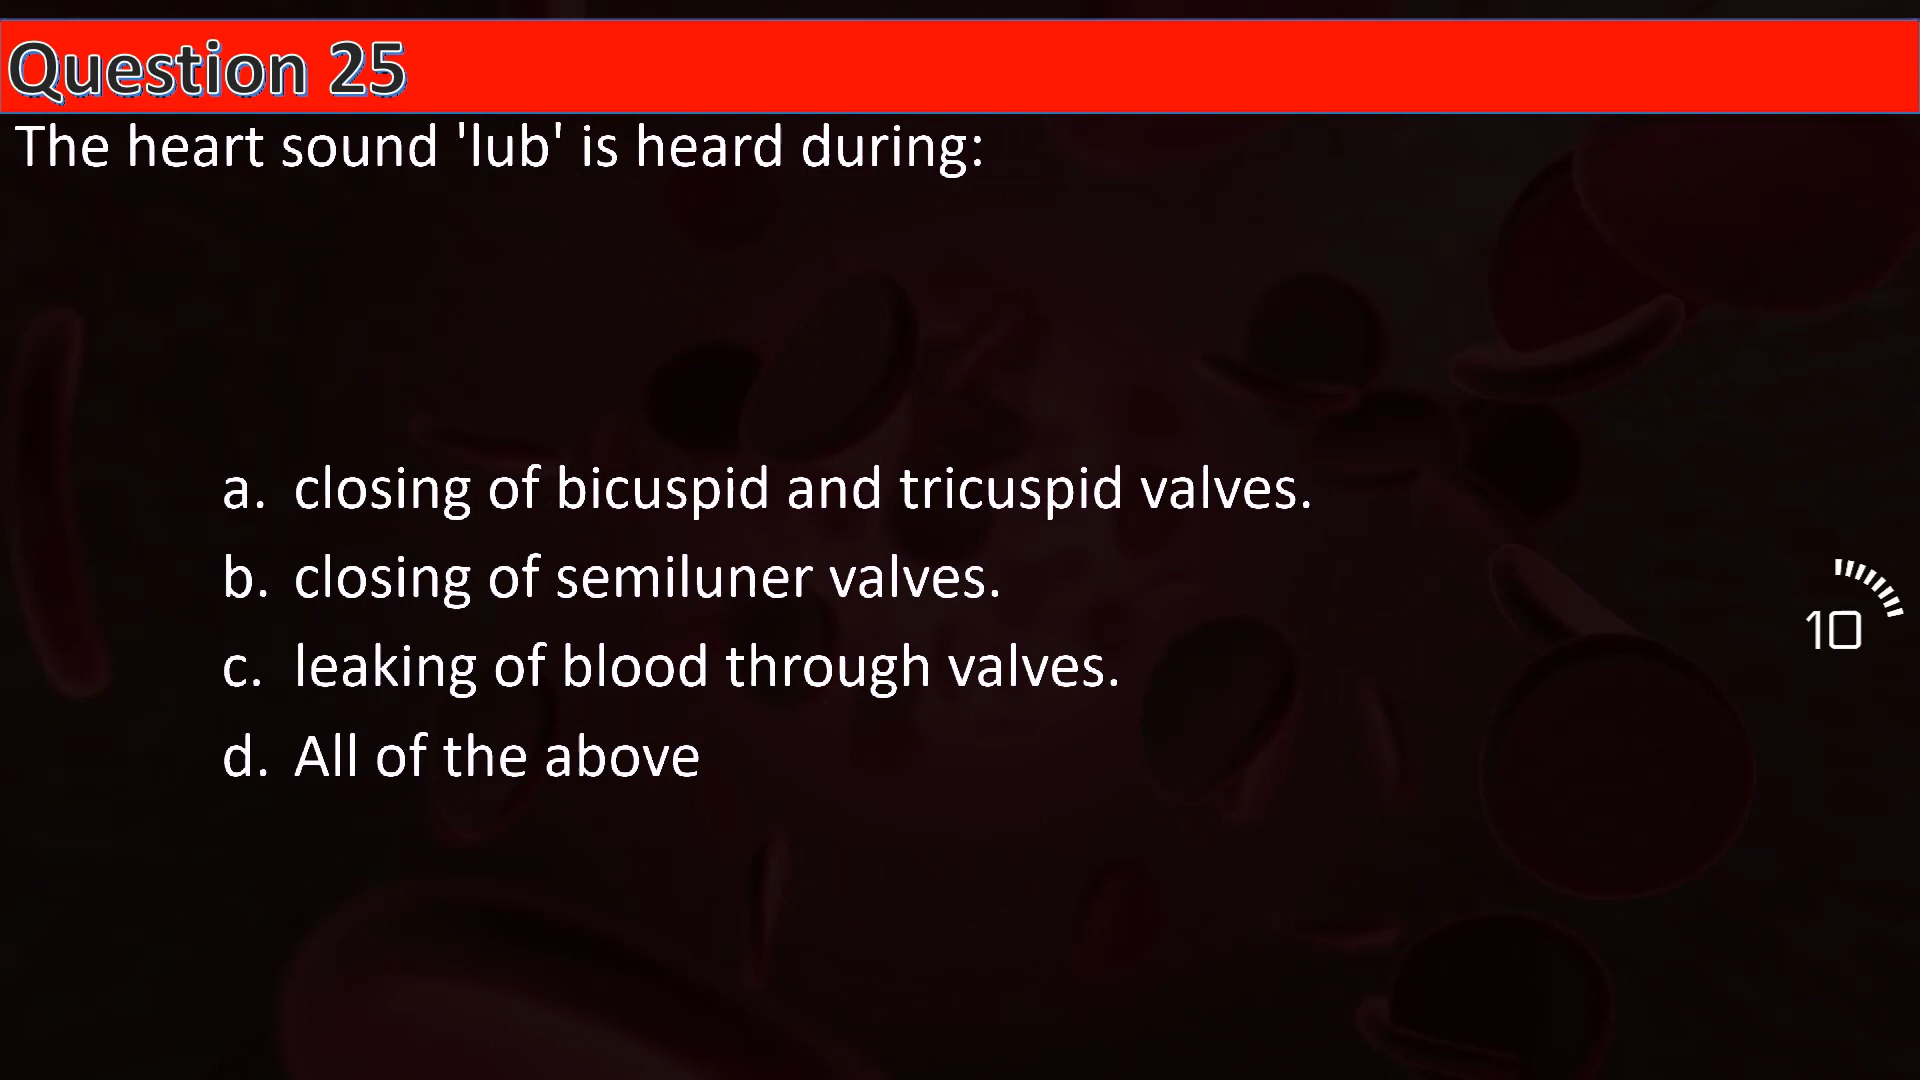 Question 25
The heart sound 'lub' is heard during:
a. closing of bicuspid and tricuspid valves.
b. closing of semiluner valves.
c. leaking of blood through valves.
d. All of the above
10